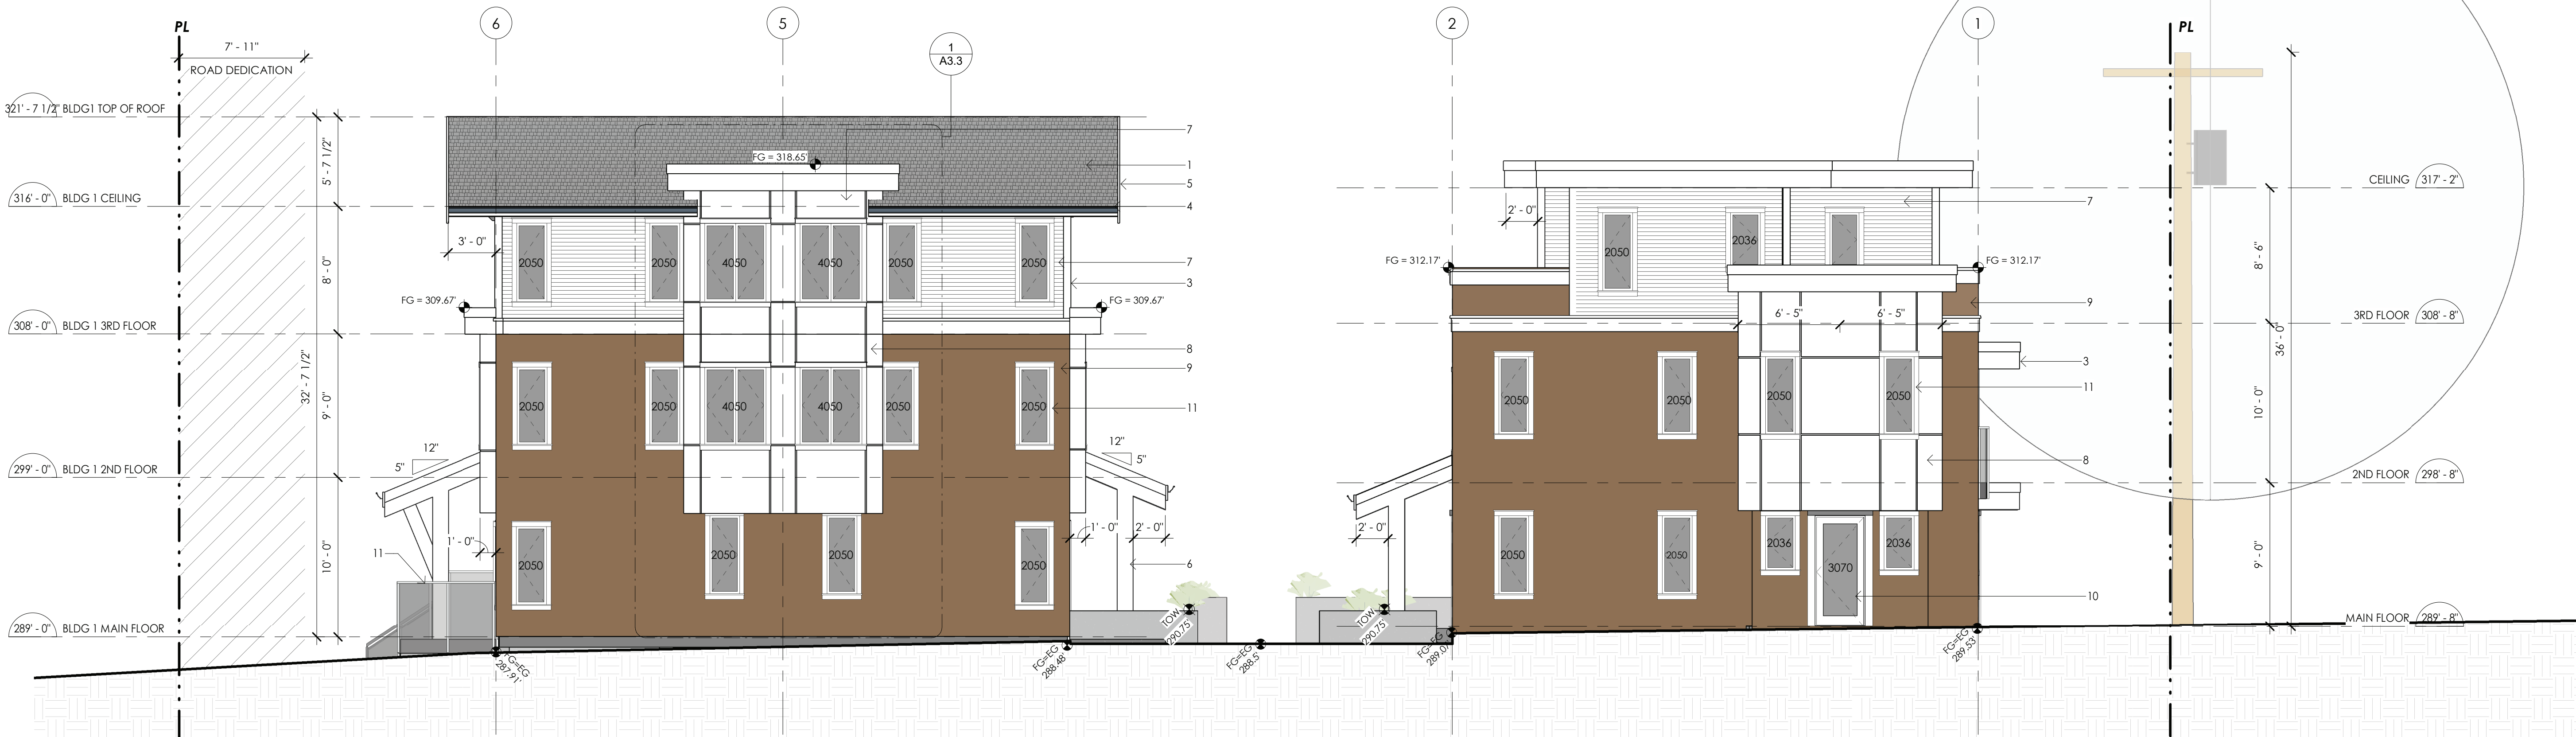 PL
7' - 11"
ROAD DEDICATION
6
5
1
A3.3
2
1
PL
321' - 7 1/2" BLDG1 TOP OF ROOF
316' - 0" BLDG 1 CEILING
308' - 0" BLDG 1 3RD FLOOR
299' - 0" BLDG 1 2ND FLOOR
289' - 0" BLDG 1 MAIN FLOOR
32' - 7 1/2"
5' - 7 1/2"
8' - 0"
9' - 0"
10' - 0"
FG = 318.65'
3' - 0"
FG = 309.67'
FG = 309.67'
2050
2050
4050
4050
2050
2050
2050
2050
4050
4050
2050
2050
2050
2050
2050
2050
12"
5"
12"
5"
1' - 0"
1' - 0"
2' - 0"
11
7
1
5
4
7
3
8
9
11
6
FG=EG
287.91'
FG=EG
288.48'
TOW
290.75'
FG=EG
288.5'
TOW
290.75'
FG=EG
289.07'
FG=EG
289.53'
2' - 0"
FG = 312.17'
FG = 312.17'
2050
2036
6' - 5"
6' - 5"
2050
2050
2050
2050
2050
2050
2036
2036
3070
2' - 0"
7
9
3
11
8
10
CEILING 317' - 2"
3RD FLOOR 308' - 8"
2ND FLOOR 298' - 8"
MAIN FLOOR 289' - 8"
8' - 6"
10' - 0"
9' - 0"
36' - 0"